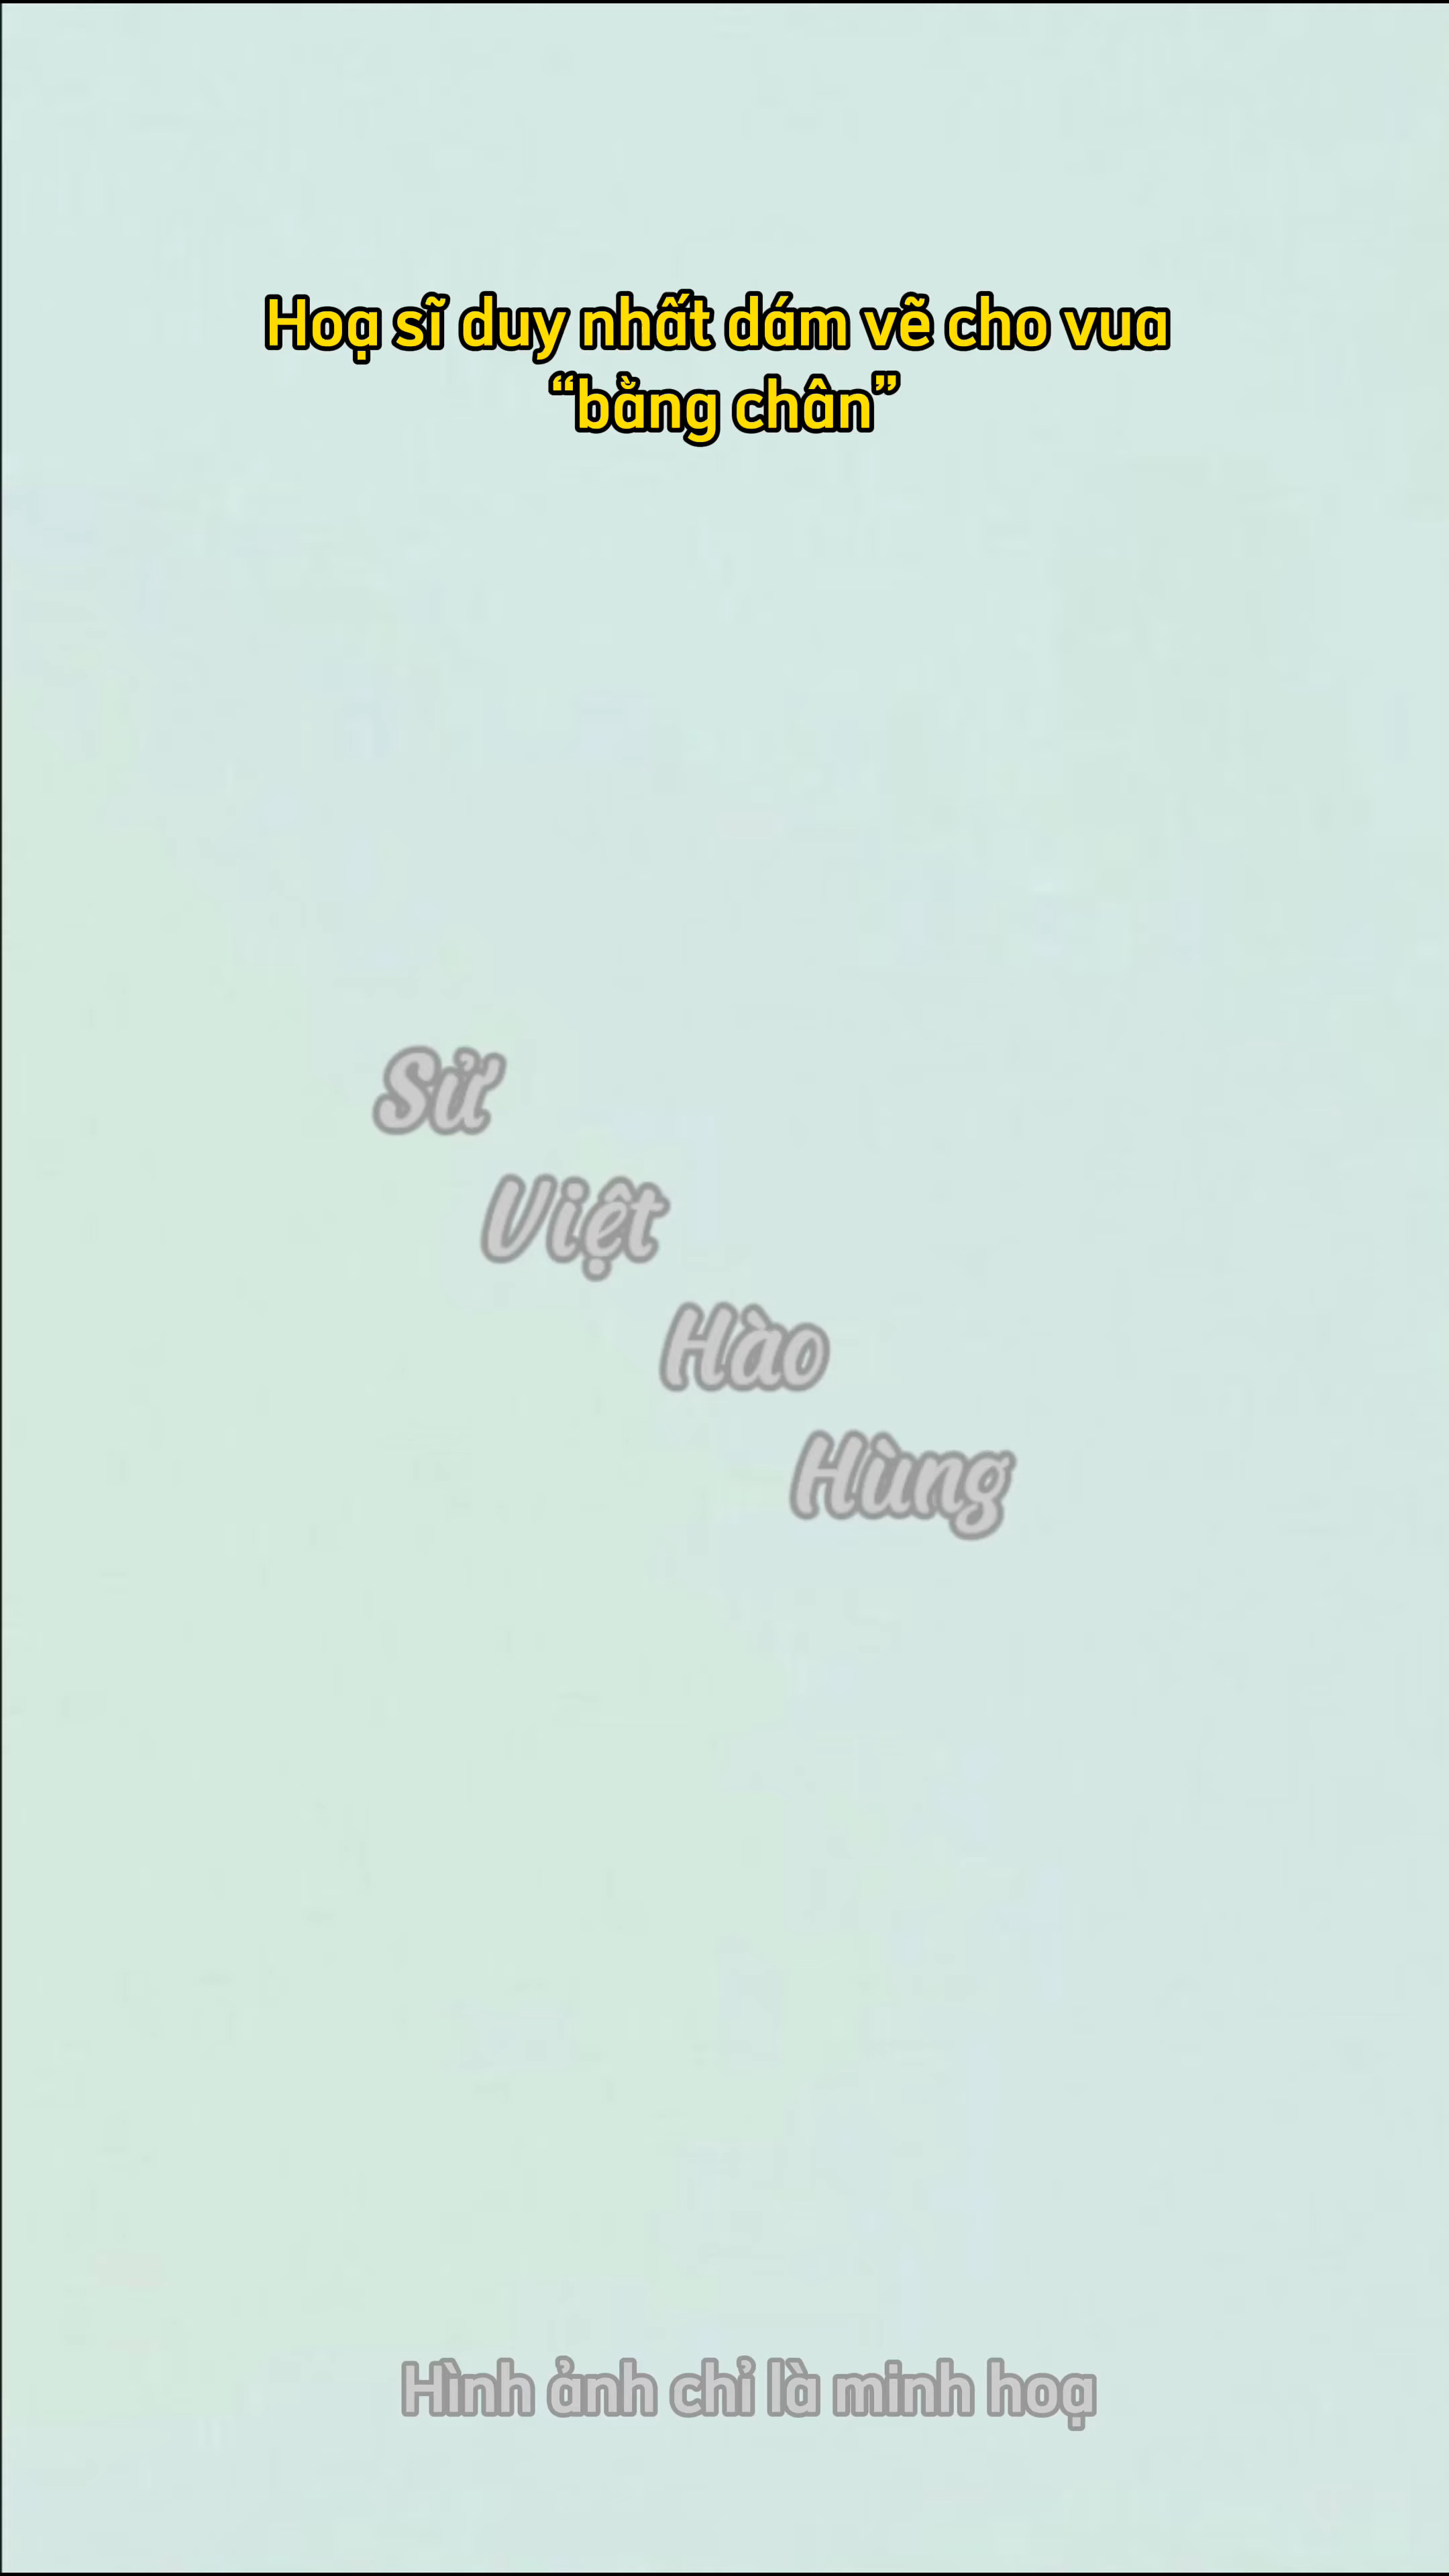 Hoạ sĩ duy nhất dám vẽ cho vua
“bằng chân”
Sử
Việt
Hào
Hùng
Hình ảnh chỉ là minh hoạ